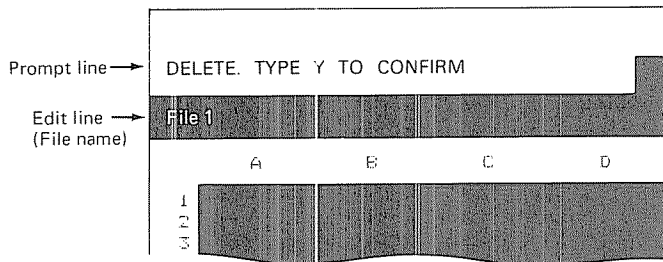 Prompt line
DELETE. TYPE Y TO CONFIRM
Edit line
(File name)
File 1
A B C D
1
2
3